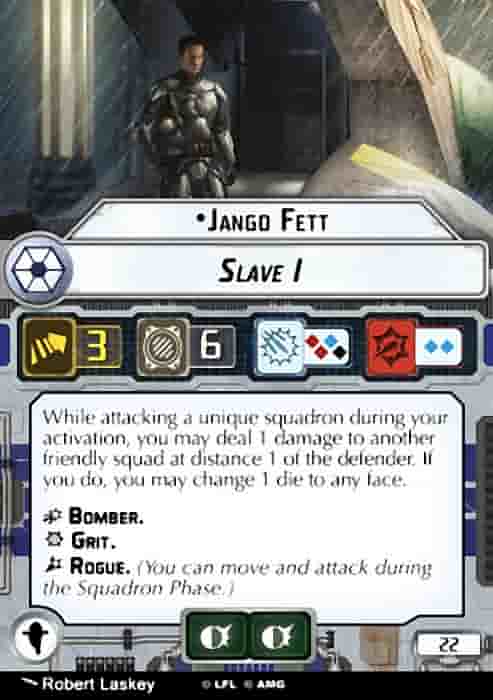 •Jango Fett
Slave I
3
6
While attacking a unique squadron during your
activation, you may deal 1 damage to another
friendly squad at distance 1 of the defender. If
you do, you may change 1 die to any face.
Bomber.
Grit.
Rogue. (You can move and attack during
the Squadron Phase.)
22
Robert Laskey
© LFL © AMG